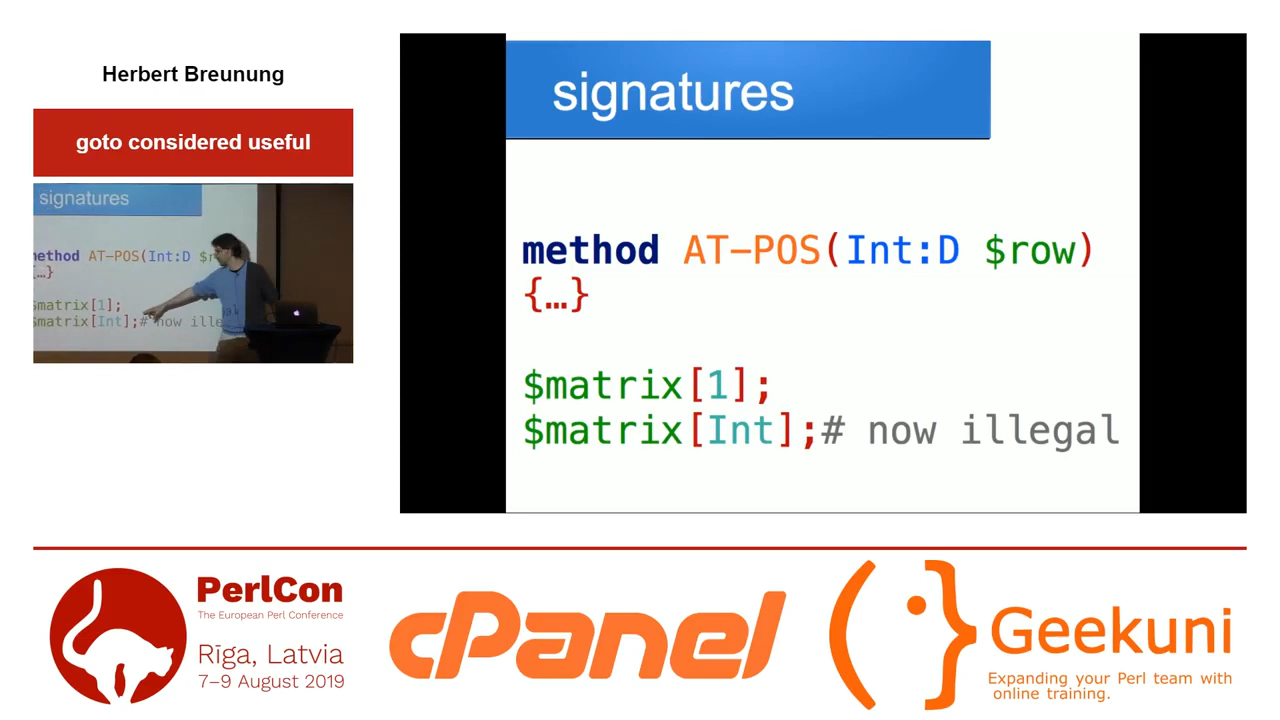 Herbert Breunung
goto considered useful
signatures
method AT-POS(Int:D $r
{…}
$matrix[1];
$matrix[Int];# now ille
signatures
method AT-POS(Int:D $row)
{…}
$matrix[1];
$matrix[Int];# now illegal
PerlCon
The European Perl Conference
Rīga, Latvia
7–9 August 2019
cPanel
Geekuni
Expanding your Perl team with
online training.